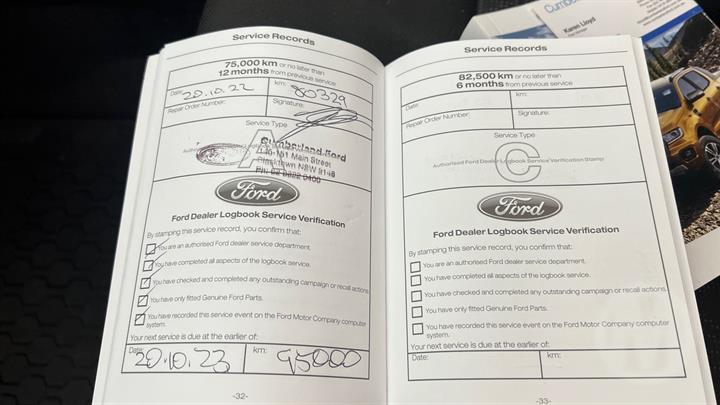 Service Records
75,000 km or no later than
12 months from previous service
Date: 20.10.22
km: 80329
Repair Order Number:
Signature:
Service Type
A
Cumberland Ford
Main Street
Blacktown NSW 2148
Ford
Ford Dealer Logbook Service Verification
By stamping this service record, you confirm that:
You are an authorised Ford dealer service department.
You have completed all aspects of the logbook service.
You have checked and completed any outstanding campaign or recall actions.
You have only fitted Genuine Ford Parts.
You have recorded this service event on the Ford Motor Company computer
system.
Your next service is due at the earlier of:
Date: 20.10.23
km: 95000
-32-
Service Records
82,500 km or no later than
6 months from previous service
Date:
km:
Repair Order Number:
Signature:
Service Type
C
Authorised Ford Dealer Logbook Service Verification Stamp
Ford
Ford Dealer Logbook Service Verification
By stamping this service record, you confirm that:
You are an authorised Ford dealer service department.
You have completed all aspects of the logbook service.
You have checked and completed any outstanding campaign or recall actions.
You have only fitted Genuine Ford Parts.
You have recorded this service event on the Ford Motor Company computer
system.
Your next service is due at the earlier of:
Date:
km:
-33-
Karen Lloyd